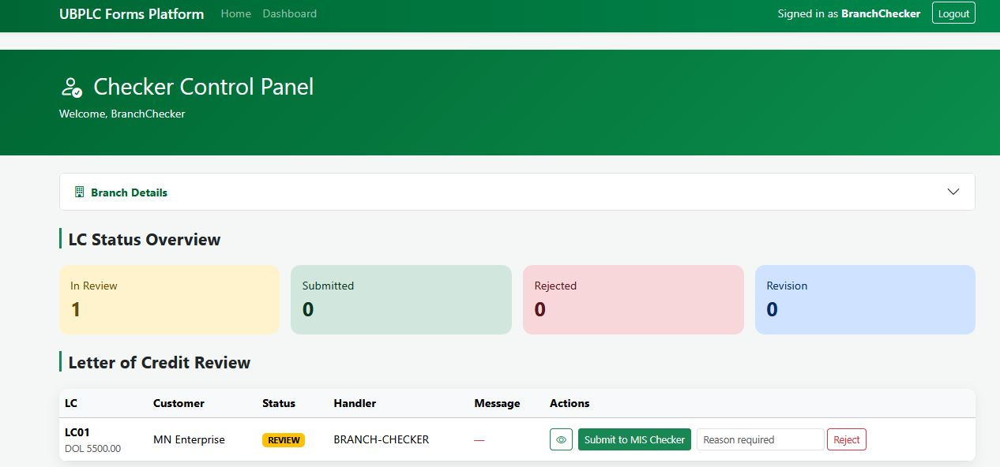 UBPLC Forms Platform Home Dashboard Signed in as BranchChecker Logout
Checker Control Panel
Welcome, BranchChecker
Branch Details
LC Status Overview
In Review Submitted Rejected Revision
1 0 0 0
Letter of Credit Review
LC Customer Status Handler Message Actions
LC01
DOL 5500.00
MN Enterprise REVIEW BRANCH-CHECKER — Submit to MIS Checker Reason required Reject